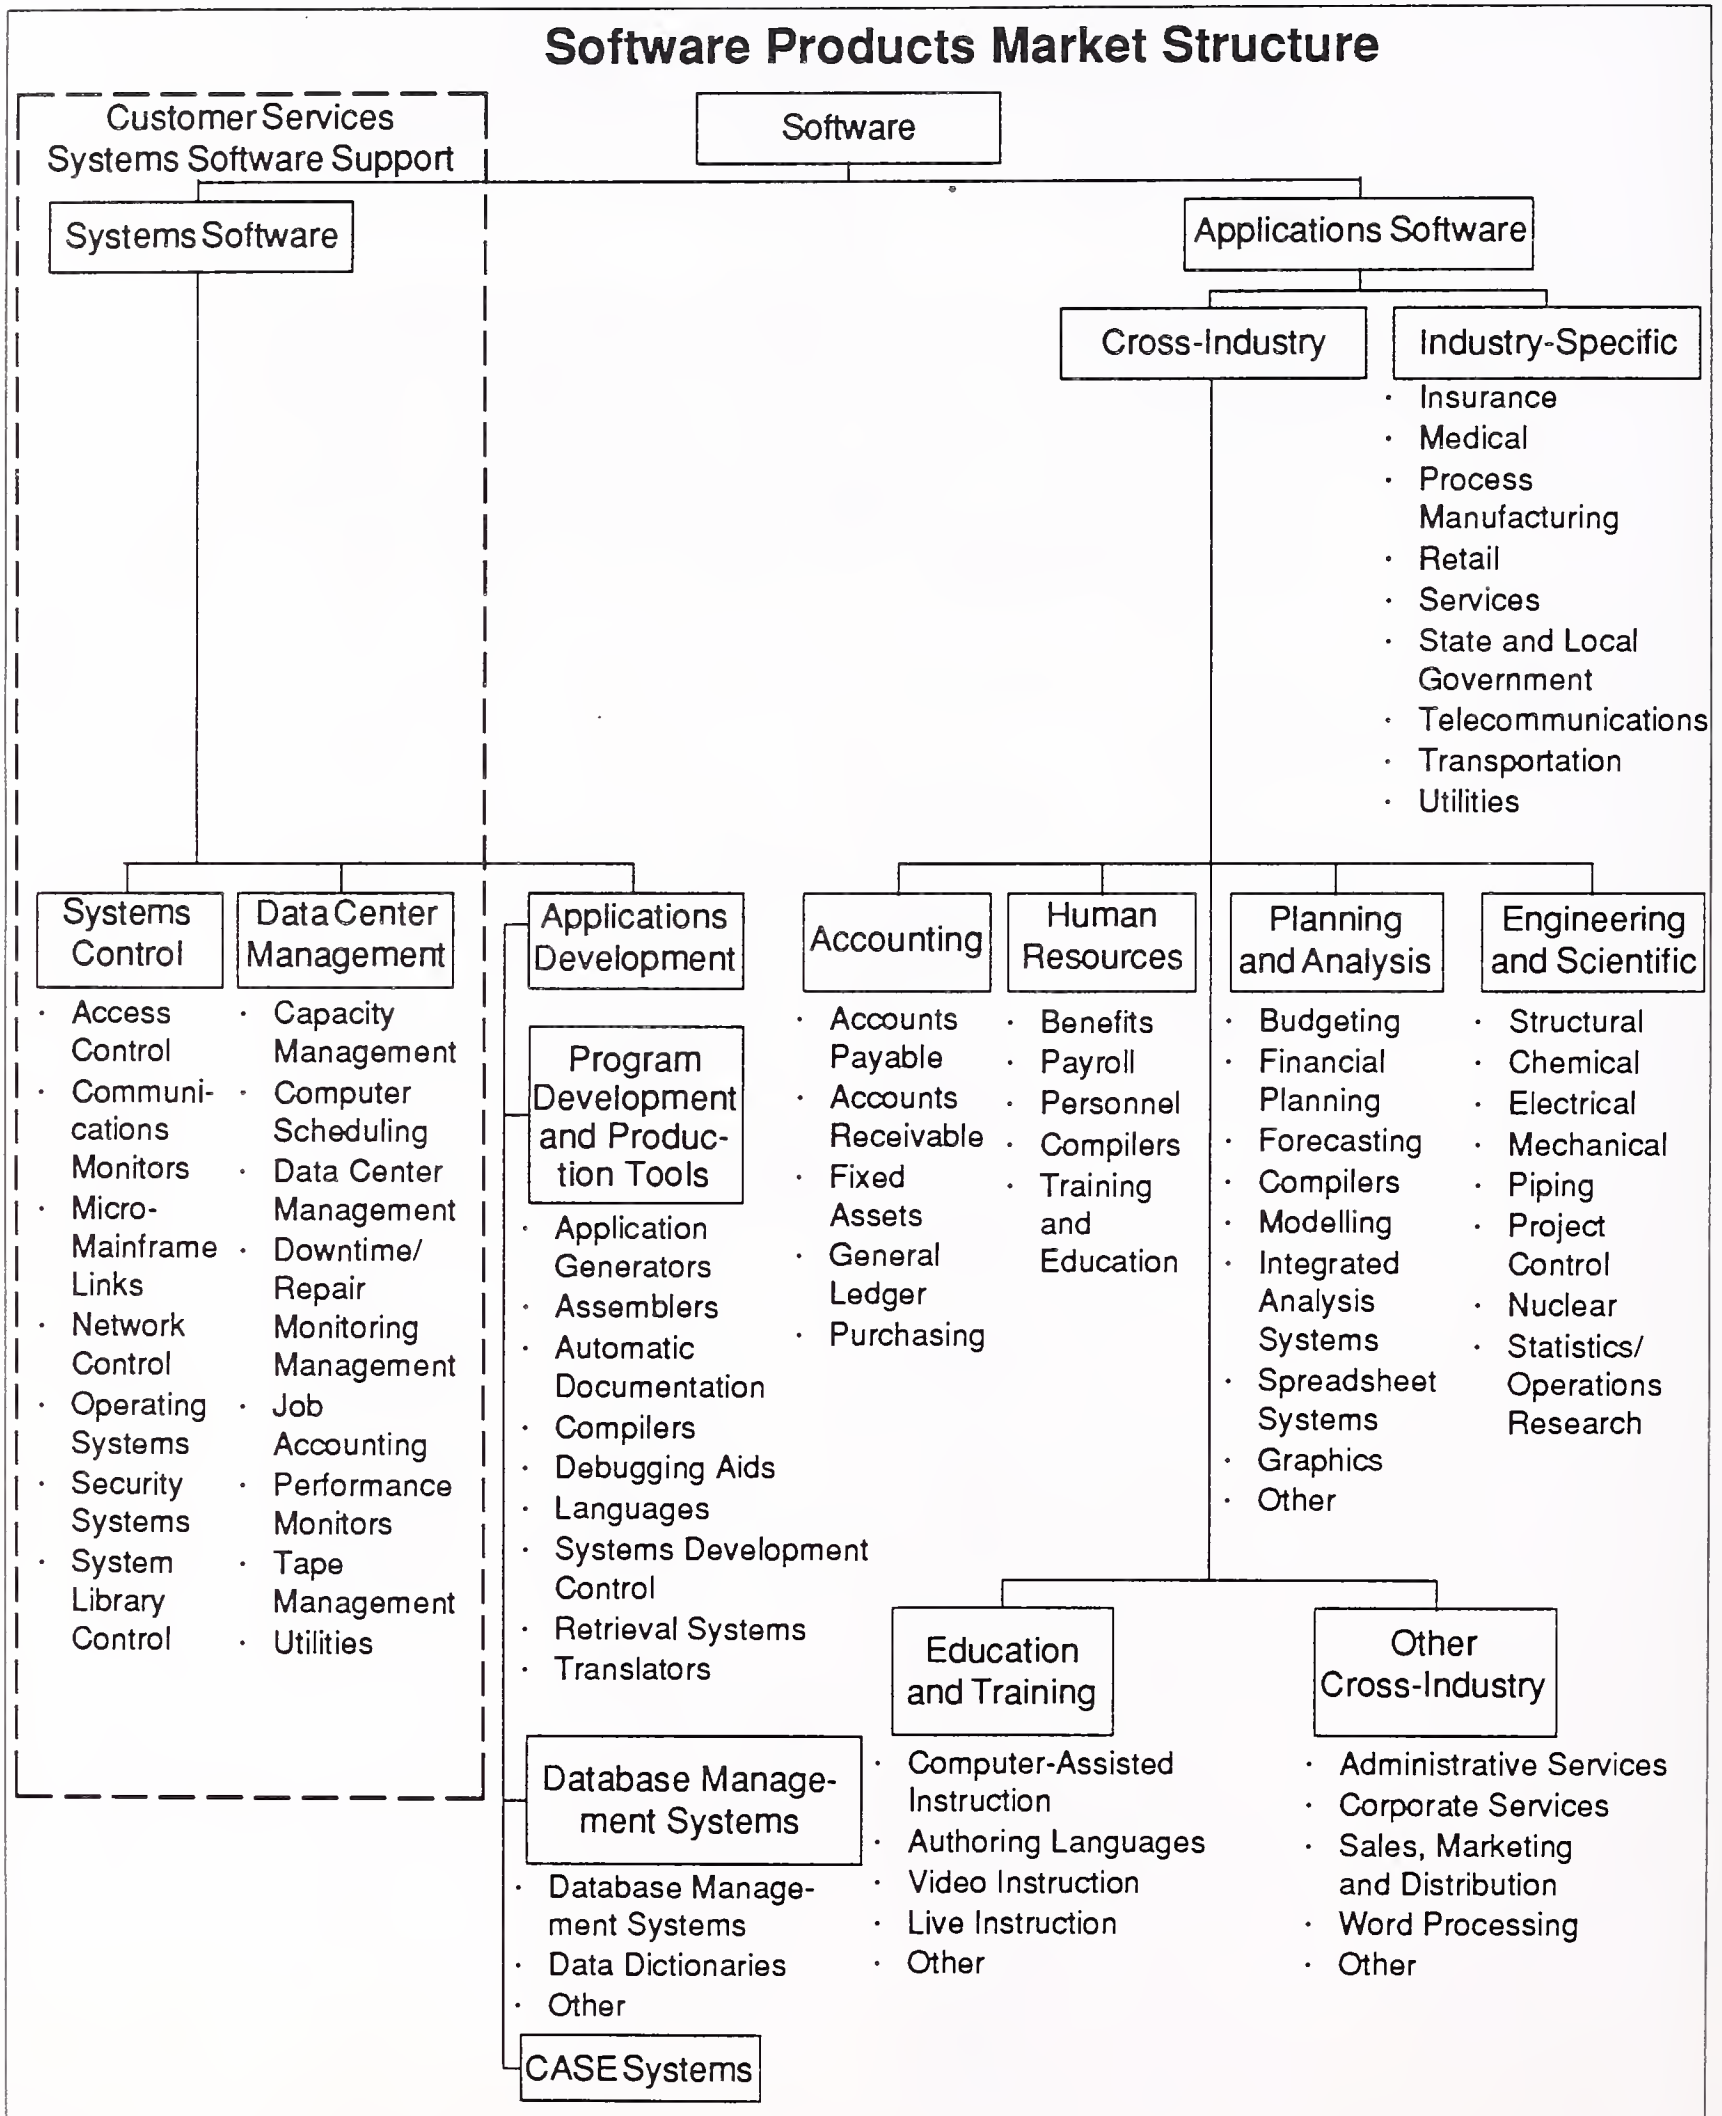 Software Products Market Structure
Customer Services
Systems Software Support
Software
Systems Software
Applications Software
Cross-Industry
Industry-Specific
· Insurance
· Medical
· Process
Manufacturing
· Retail
· Services
· State and Local
Government
· Telecommunications
· Transportation
· Utilities
Systems
Control
· Access
Control
· Communi-
cations
Monitors
· Micro-
Mainframe
Links
· Network
Control
· Operating
Systems
· Security
Systems
· System
Library
Control
Data Center
Management
· Capacity
Management
· Computer
Scheduling
· Data Center
Management
· Downtime/
Repair
Monitoring
Management
· Job
Accounting
· Performance
Monitors
· Tape
Management
· Utilities
Applications
Development
Program
Development
and Produc-
tion Tools
· Application
Generators
· Assemblers
· Automatic
Documentation
· Compilers
· Debugging Aids
· Languages
· Systems Development
Control
· Retrieval Systems
· Translators
Database Manage-
ment Systems
· Database Manage-
ment Systems
· Data Dictionaries
· Other
CASE Systems
Accounting
· Accounts
Payable
· Accounts
Receivable
· Fixed
Assets
· General
Ledger
· Purchasing
Human
Resources
· Benefits
· Payroll
· Personnel
· Compilers
· Training
and
Education
Planning
and Analysis
· Budgeting
· Financial
Planning
· Forecasting
· Compilers
· Modelling
· Integrated
Analysis
Systems
· Spreadsheet
Systems
· Graphics
· Other
Engineering
and Scientific
· Structural
· Chemical
· Electrical
· Mechanical
· Piping
· Project
Control
· Nuclear
· Statistics/
Operations
Research
Education
and Training
· Computer-Assisted
Instruction
· Authoring Languages
· Video Instruction
· Live Instruction
· Other
Other
Cross-Industry
· Administrative Services
· Corporate Services
· Sales, Marketing
and Distribution
· Word Processing
· Other